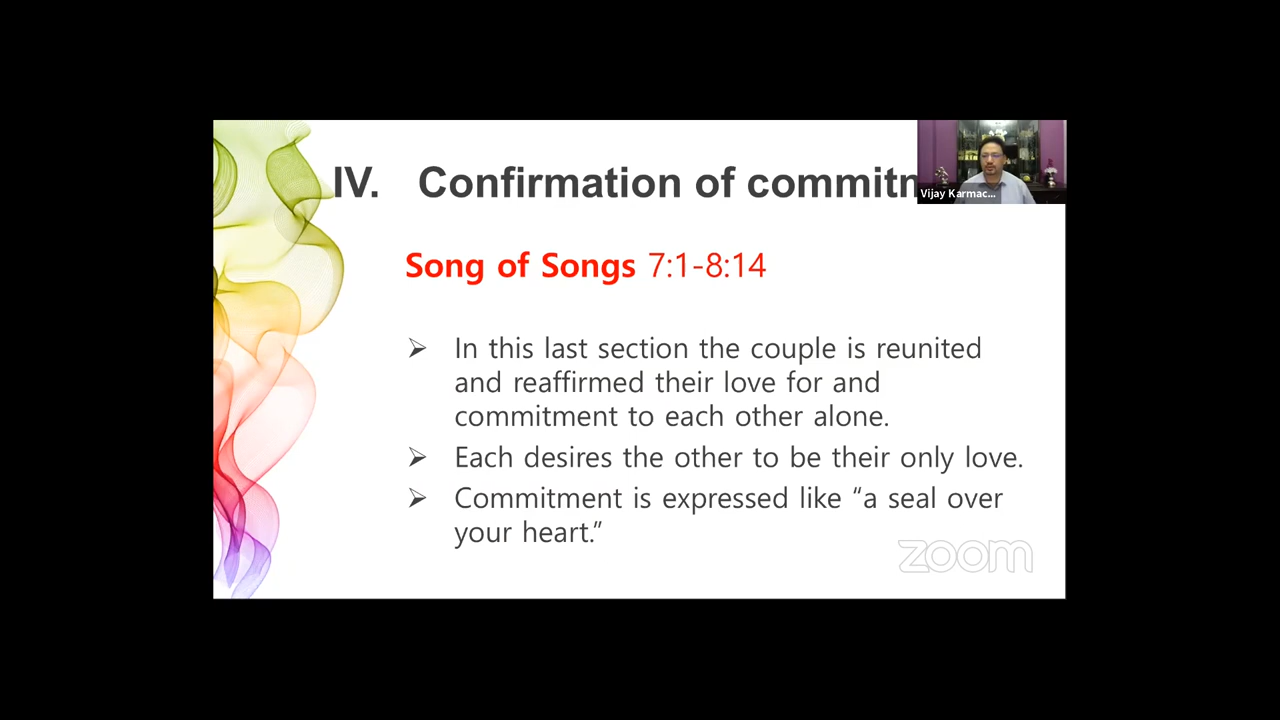 IV. Confirmation of commitm
Vijay Karmac...
Song of Songs 7:1-8:14
➢ In this last section the couple is reunited
and reaffirmed their love for and
commitment to each other alone.
➢ Each desires the other to be their only love.
➢ Commitment is expressed like “a seal over
your heart.”
zoom